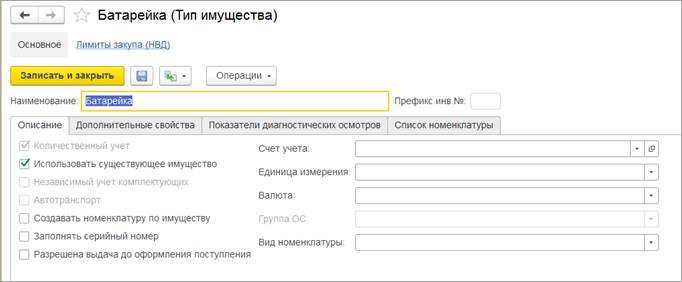 Батарейка (Тип имущества)
Основное Лимиты закупа (НВД)
Записать и закрыть Операции
Наименование: Батарейка Префикс инв.№:
Описание Дополнительные свойства Показатели диагностических осмотров Список номенклатуры
Количественный учет Счет учета:
Использовать существующее имущество Единица измерения:
Независимый учет комплектующих Валюта:
Автотранспорт Группа ОС:
Создавать номенклатуру по имуществу
Заполнять серийный номер Вид номенклатуры:
Разрешена выдача до оформления поступления